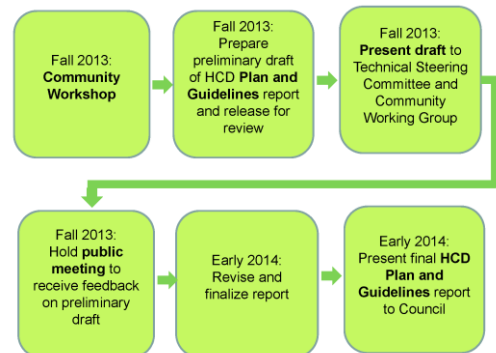 Fall 2013:
Community
Workshop
Fall 2013:
Prepare
preliminary draft
of HCD Plan and
Guidelines report
and release for
review
Fall 2013:
Present draft to
Technical Steering
Committee and
Community
Working Group
Fall 2013:
Hold public
meeting to
receive feedback
on preliminary
draft
Early 2014:
Revise and
finalize report
Early 2014:
Present final HCD
Plan and
Guidelines report
to Council